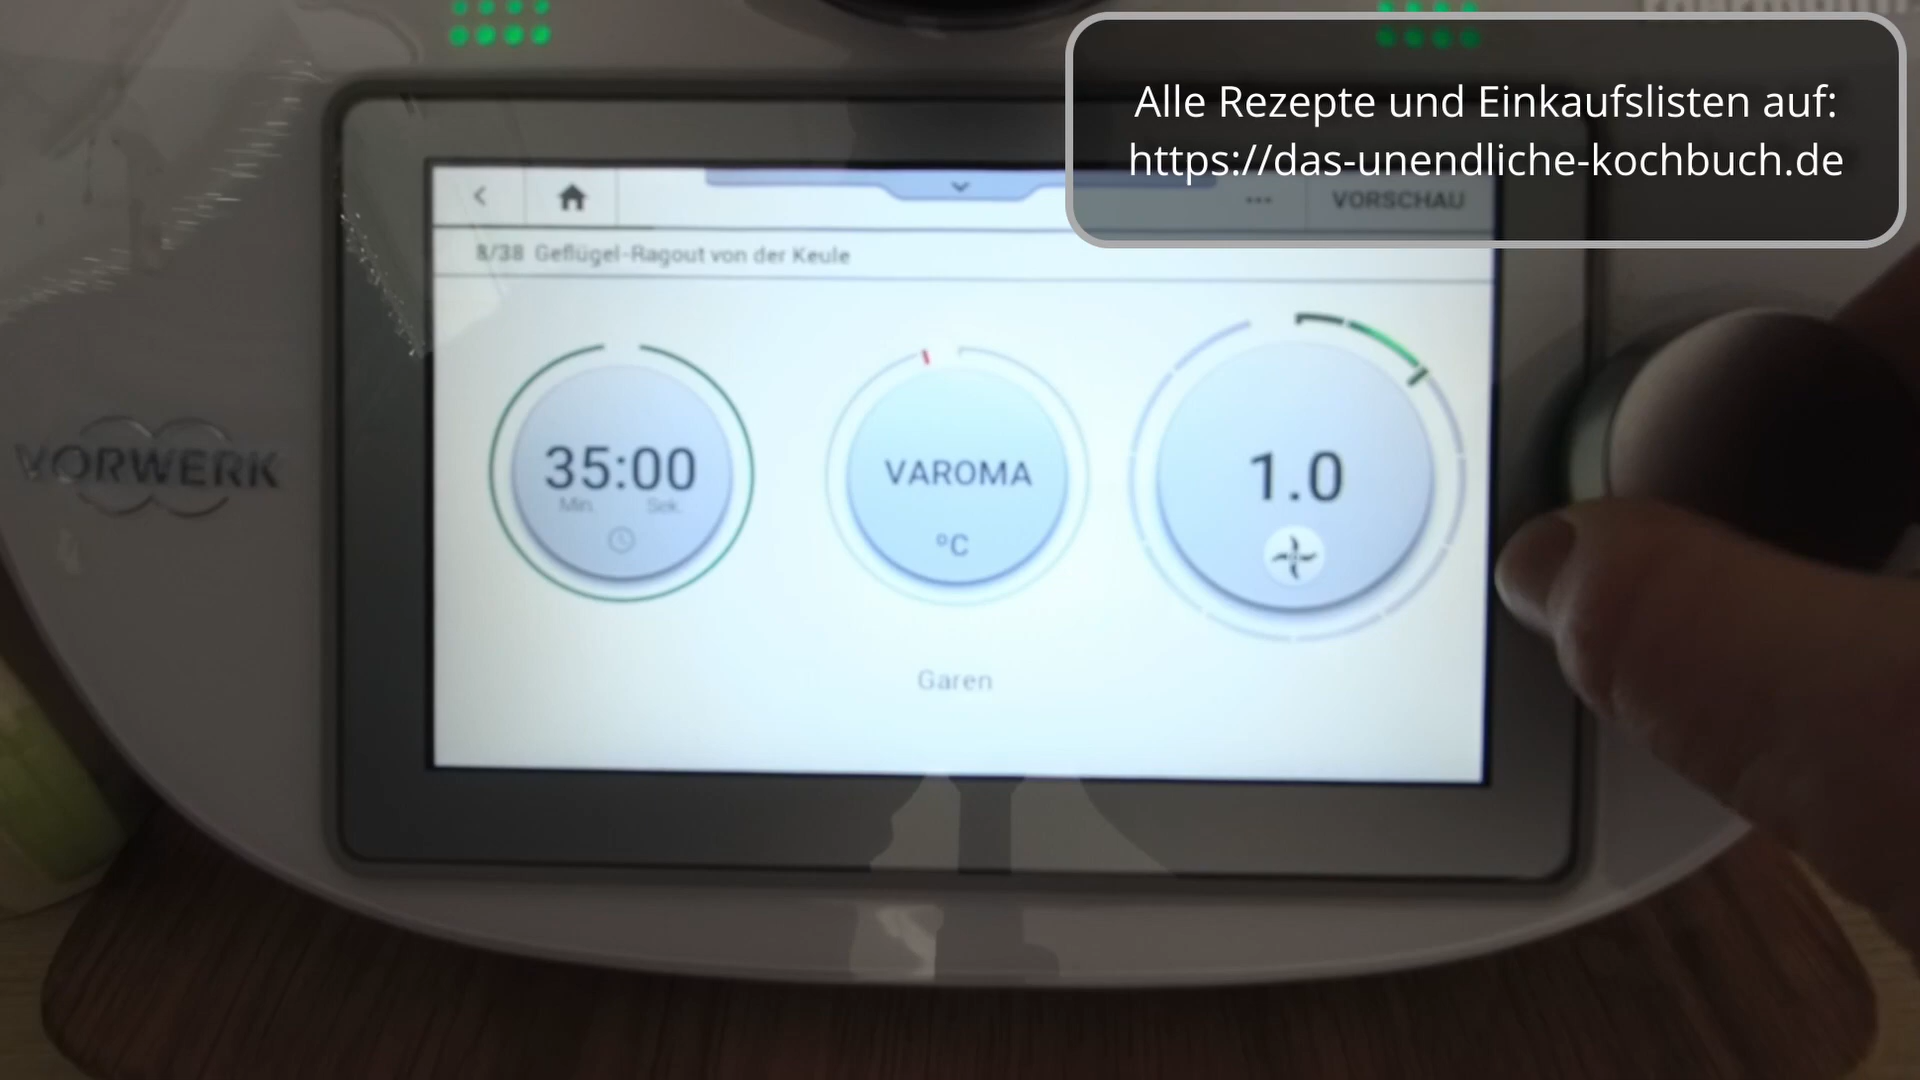 Alle Rezepte und Einkaufslisten auf:
https://das-unendliche-kochbuch.de
VORSCHAU
8/38 Geflügel-Ragout von der Keule
35:00
Min. Sek.
VAROMA
°C
1.0
Garen
VORWERK